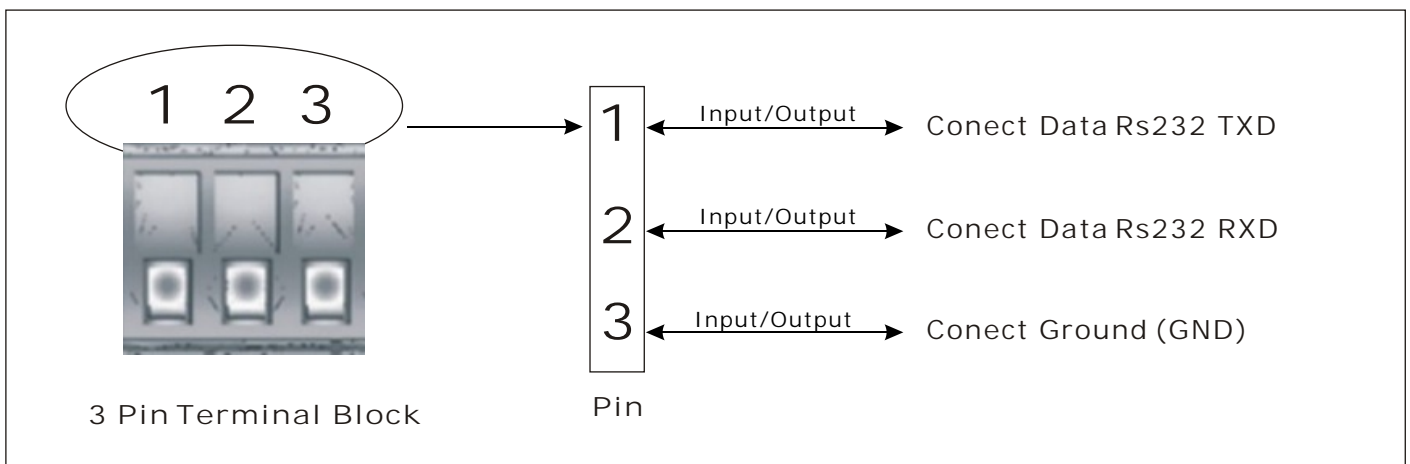 1 2 3
1 Input/Output Conect Data Rs232 TXD
2 Input/Output Conect Data Rs232 RXD
3 Input/Output Conect Ground (GND)
3 Pin Terminal Block
Pin